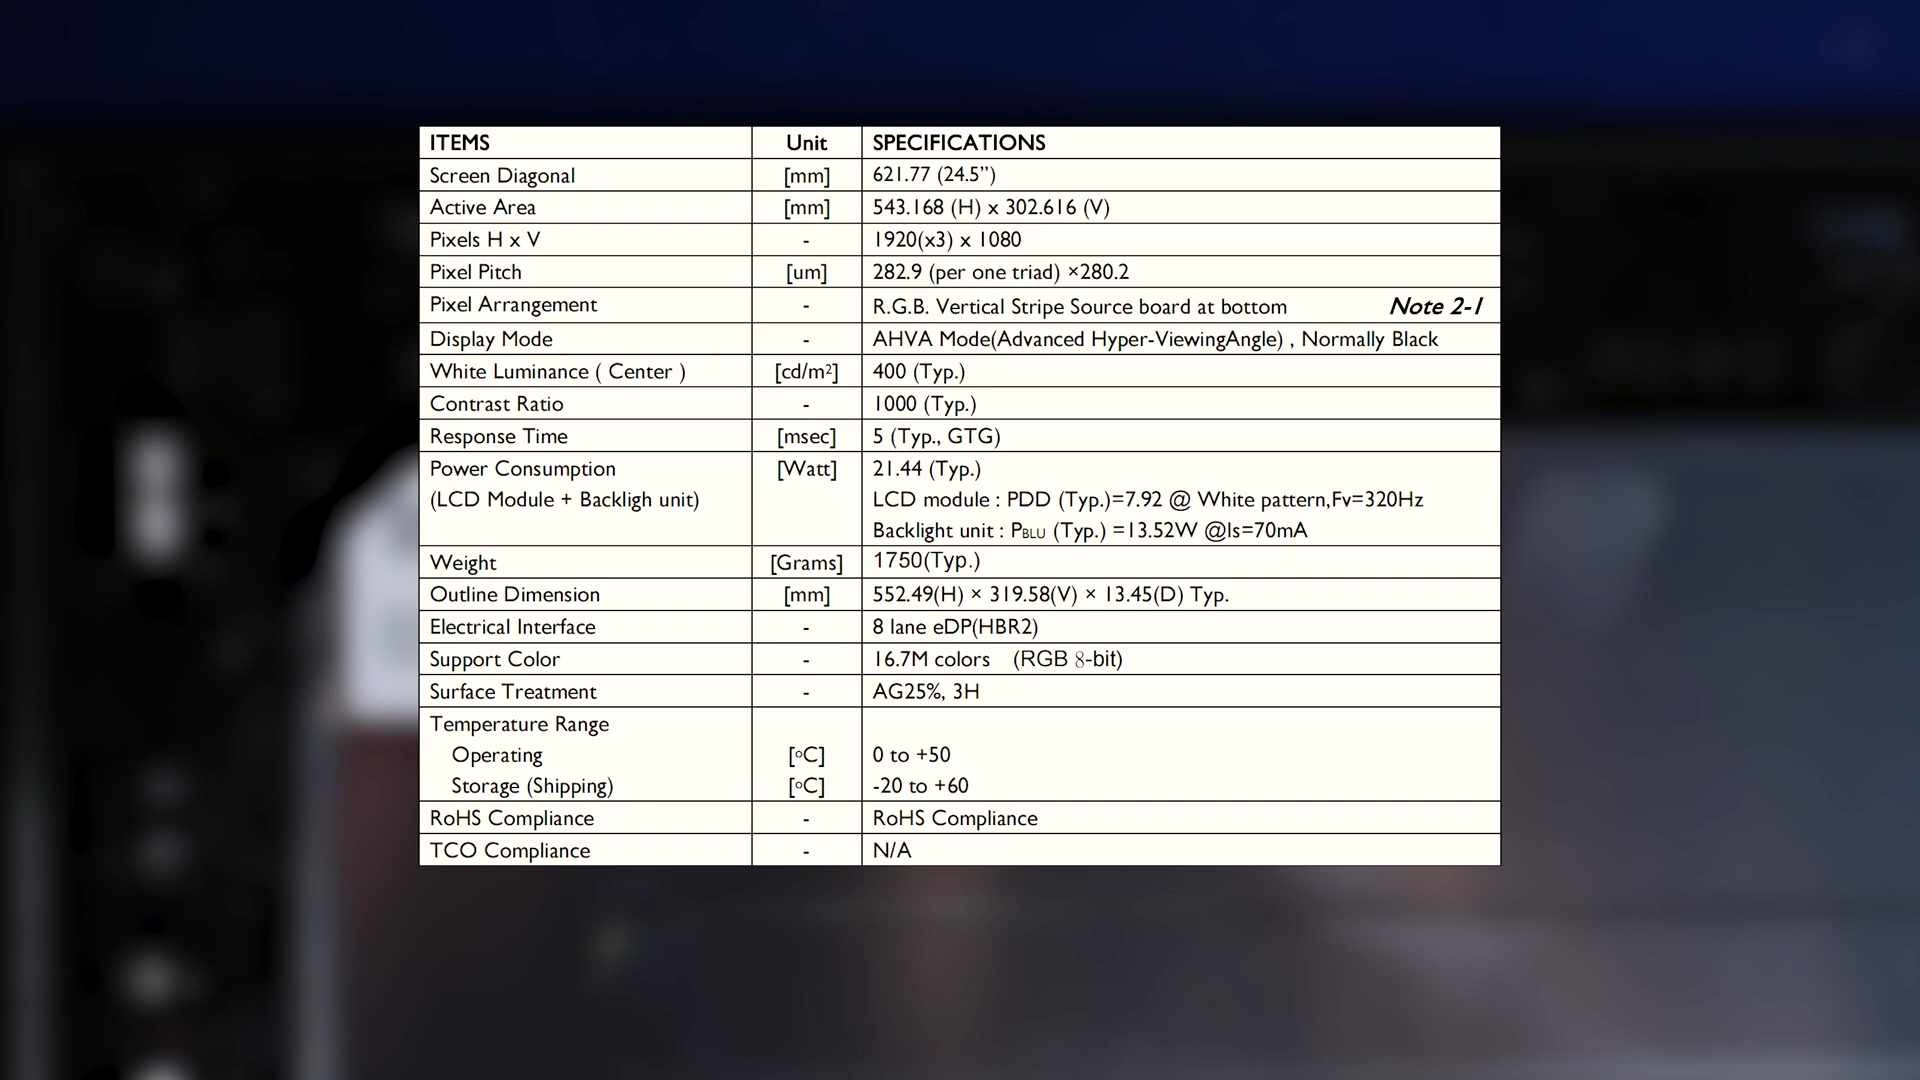 ITEMS Unit SPECIFICATIONS
Screen Diagonal [mm] 621.77 (24.5”)
Active Area [mm] 543.168 (H) x 302.616 (V)
Pixels H x V - 1920(x3) x 1080
Pixel Pitch [um] 282.9 (per one triad) ×280.2
Pixel Arrangement - R.G.B. Vertical Stripe Source board at bottom Note 2-1
Display Mode - AHVA Mode(Advanced Hyper-ViewingAngle) , Normally Black
White Luminance ( Center ) [cd/m²] 400 (Typ.)
Contrast Ratio - 1000 (Typ.)
Response Time [msec] 5 (Typ., GTG)
Power Consumption [Watt] 21.44 (Typ.)
(LCD Module + Backligh unit) LCD module : PDD (Typ.)=7.92 @ White pattern,Fv=320Hz
Backlight unit : PBLU (Typ.) =13.52W @Is=70mA
Weight [Grams] 1750(Typ.)
Outline Dimension [mm] 552.49(H) × 319.58(V) × 13.45(D) Typ.
Electrical Interface - 8 lane eDP(HBR2)
Support Color - 16.7M colors (RGB 8-bit)
Surface Treatment - AG25%, 3H
Temperature Range
Operating [oC] 0 to +50
Storage (Shipping) [oC] -20 to +60
RoHS Compliance - RoHS Compliance
TCO Compliance - N/A